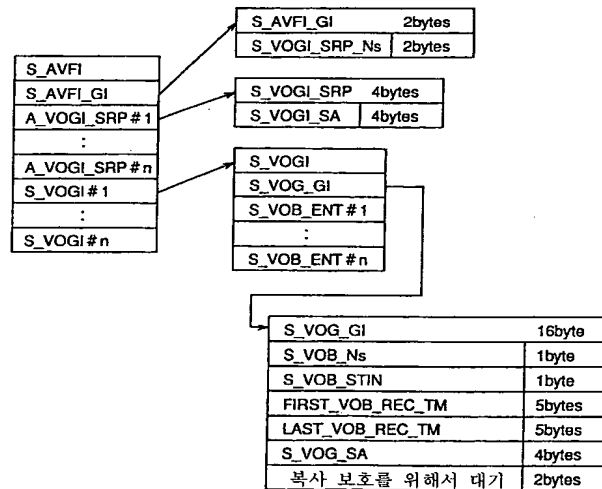 S_AVFI_GI 2bytes
S_VOGI_SRP_Ns 2bytes
S_AVFI
S_AVFI_GI
A_VOGI_SRP#1
:
A_VOGI_SRP#n
S_VOGI#1
:
S_VOGI#n
S_VOGI_SRP 4bytes
S_VOGI_SA 4bytes
S_VOGI
S_VOG_GI
S_VOB_ENT#1
:
S_VOB_ENT#n
S_VOG_GI 16byte
S_VOB_Ns 1byte
S_VOB_STIN 1byte
FIRST_VOB_REC_TM 5bytes
LAST_VOB_REC_TM 5bytes
S_VOG_SA 4bytes
복사 보호를 위해서 대기 2bytes